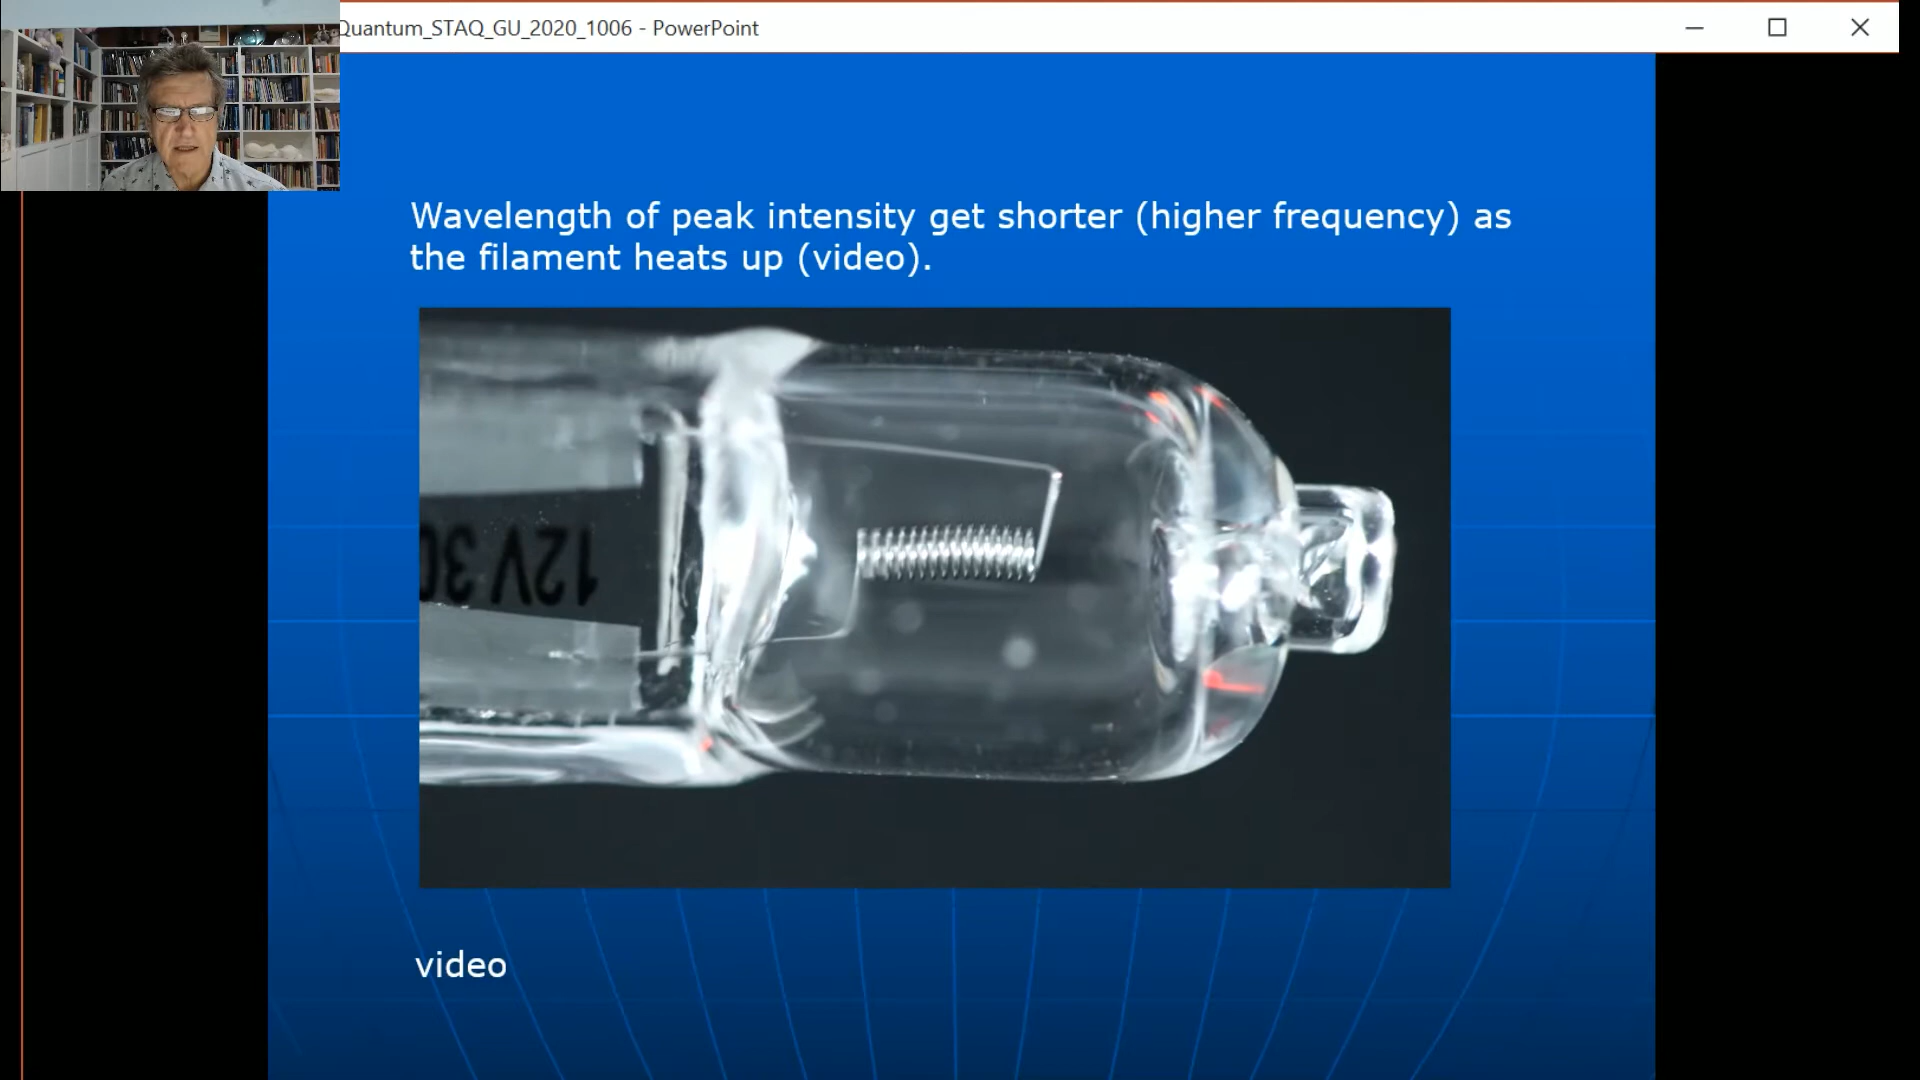 Quantum_STAQ_GU_2020_1006 - PowerPoint
Wavelength of peak intensity get shorter (higher frequency) as
the filament heats up (video).
12V 30
video